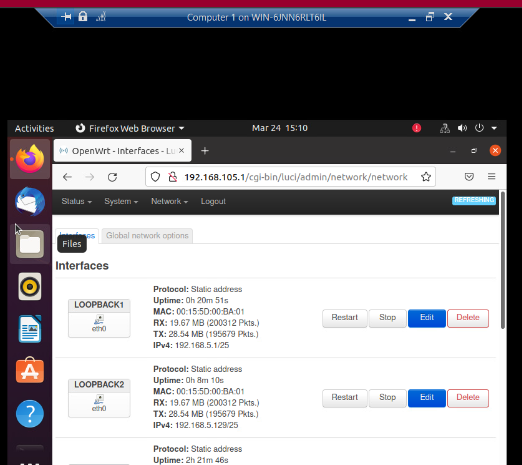 Computer 1 on WIN-6JNN6RLT6IL
Activities
Firefox Web Browser
Mar 24 15:10
OpenWrt - Interfaces - Lu
192.168.105.1/cgi-bin/luci/admin/network/network
Status
System
Network
Logout
REFRESHING
Interfaces
Global network options
Files
Interfaces
LOOPBACK1
eth0
Protocol: Static address
Uptime: 0h 20m 51s
MAC: 00:15:5D:00:BA:01
RX: 19.67 MB (200312 Pkts.)
TX: 28.54 MB (195679 Pkts.)
IPv4: 192.168.5.1/25
Restart
Stop
Edit
Delete
LOOPBACK2
eth0
Protocol: Static address
Uptime: 0h 8m 10s
MAC: 00:15:5D:00:BA:01
RX: 19.67 MB (200312 Pkts.)
TX: 28.54 MB (195679 Pkts.)
IPv4: 192.168.5.129/25
Restart
Stop
Edit
Delete
Protocol: Static address
Uptime: 2h 21m 46s